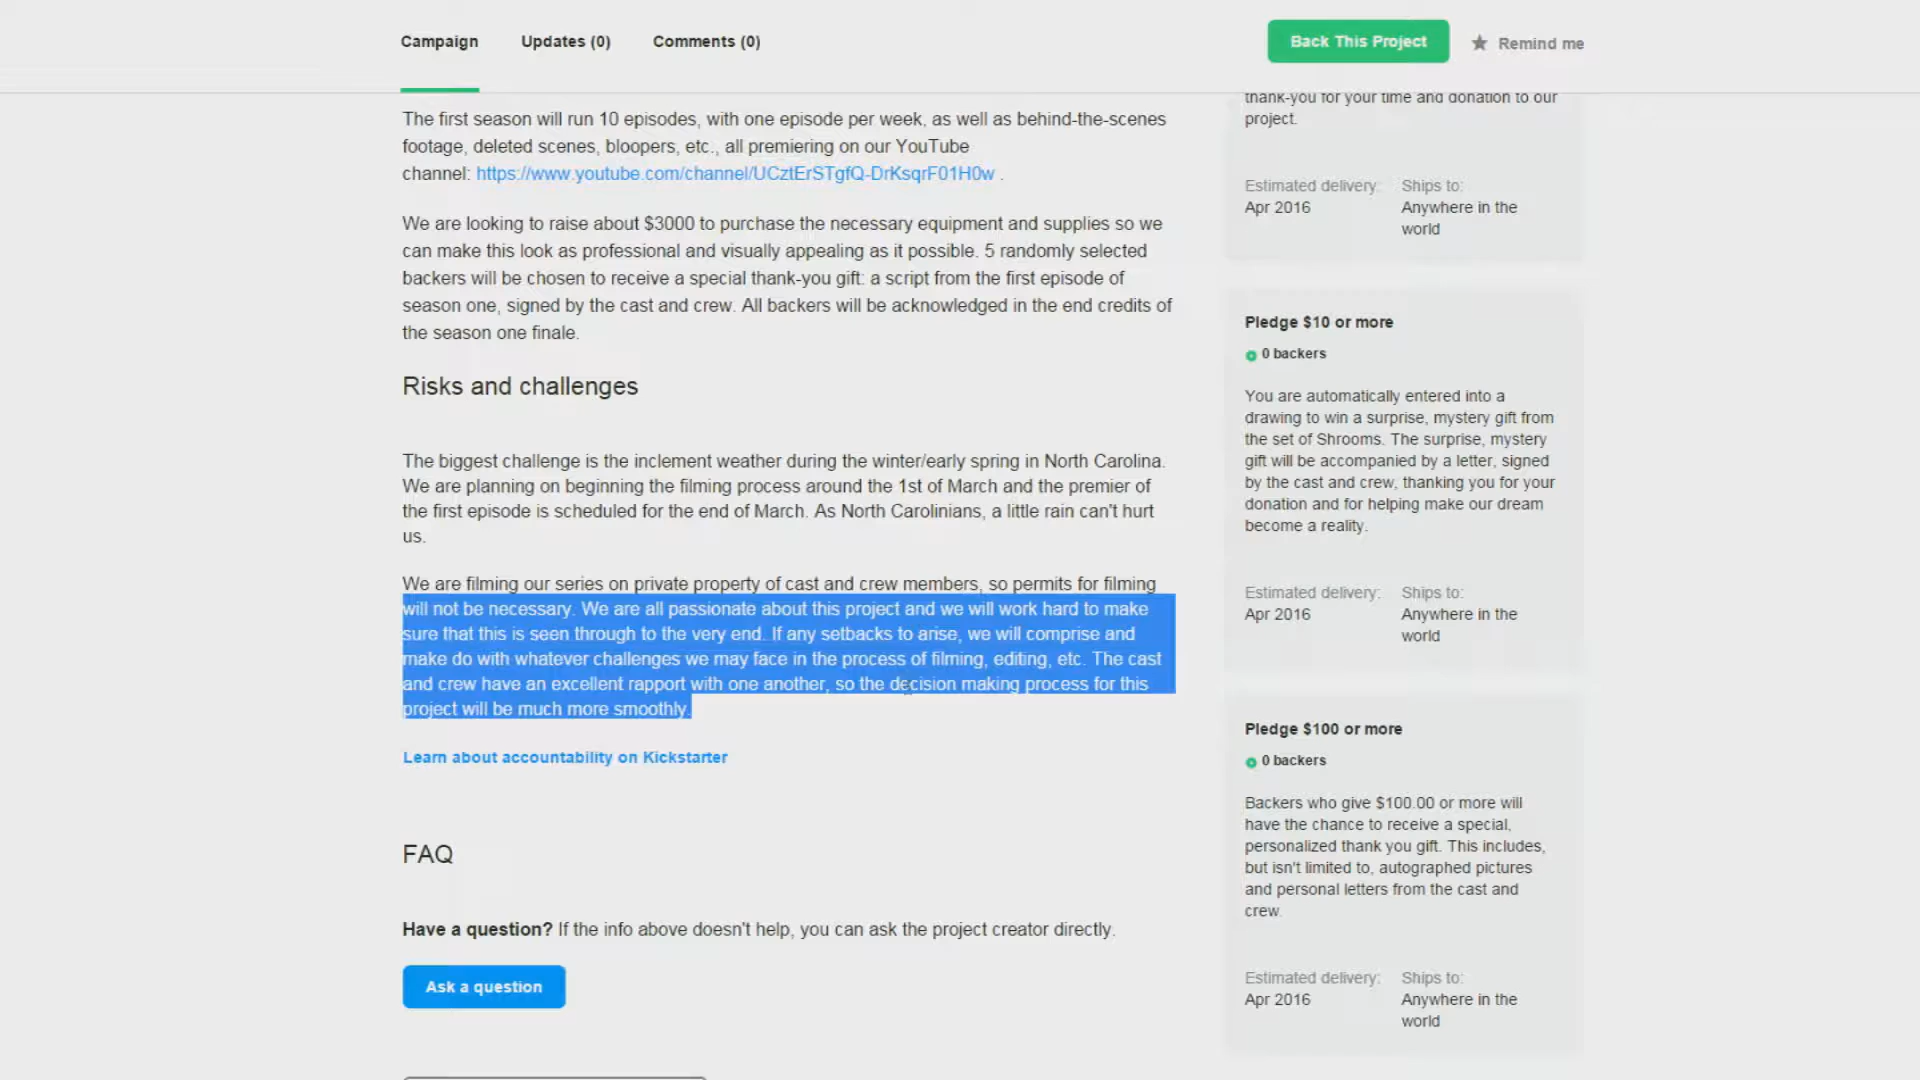 Campaign Updates (0) Comments (0) Back This Project Remind me
The first season will run 10 episodes, with one episode per week, as well as behind-the-scenes
footage, deleted scenes, bloopers, etc., all premiering on our YouTube
channel: https://www.youtube.com/channel/UCztErSTgfQ-DrKsqrF01H0w .
We are looking to raise about $3000 to purchase the necessary equipment and supplies so we
can make this look as professional and visually appealing as it possible. 5 randomly selected
backers will be chosen to receive a special thank-you gift: a script from the first episode of
season one, signed by the cast and crew. All backers will be acknowledged in the end credits of
the season one finale.
Risks and challenges
The biggest challenge is the inclement weather during the winter/early spring in North Carolina.
We are planning on beginning the filming process around the 1st of March and the premier of
the first episode is scheduled for the end of March. As North Carolinians, a little rain can't hurt
us.
We are filming our series on private property of cast and crew members, so permits for filming
will not be necessary. We are all passionate about this project and we will work hard to make
sure that this is seen through to the very end. If any setbacks to arise, we will comprise and
make do with whatever challenges we may face in the process of filming, editing, etc. The cast
and crew have an excellent rapport with one another, so the decision making process for this
project will be much more smoothly.
Learn about accountability on Kickstarter
FAQ
Have a question? If the info above doesn't help, you can ask the project creator directly.
Ask a question
thank-you for your time and donation to our
project.
Estimated delivery: Ships to:
Apr 2016 Anywhere in the
world
Pledge $10 or more
0 backers
You are automatically entered into a
drawing to win a surprise, mystery gift from
the set of Shrooms. The surprise, mystery
gift will be accompanied by a letter, signed
by the cast and crew, thanking you for your
donation and for helping make our dream
become a reality.
Estimated delivery: Ships to:
Apr 2016 Anywhere in the
world
Pledge $100 or more
0 backers
Backers who give $100.00 or more will
have the chance to receive a special,
personalized thank you gift. This includes,
but isn't limited to, autographed pictures
and personal letters from the cast and
crew.
Estimated delivery: Ships to:
Apr 2016 Anywhere in the
world